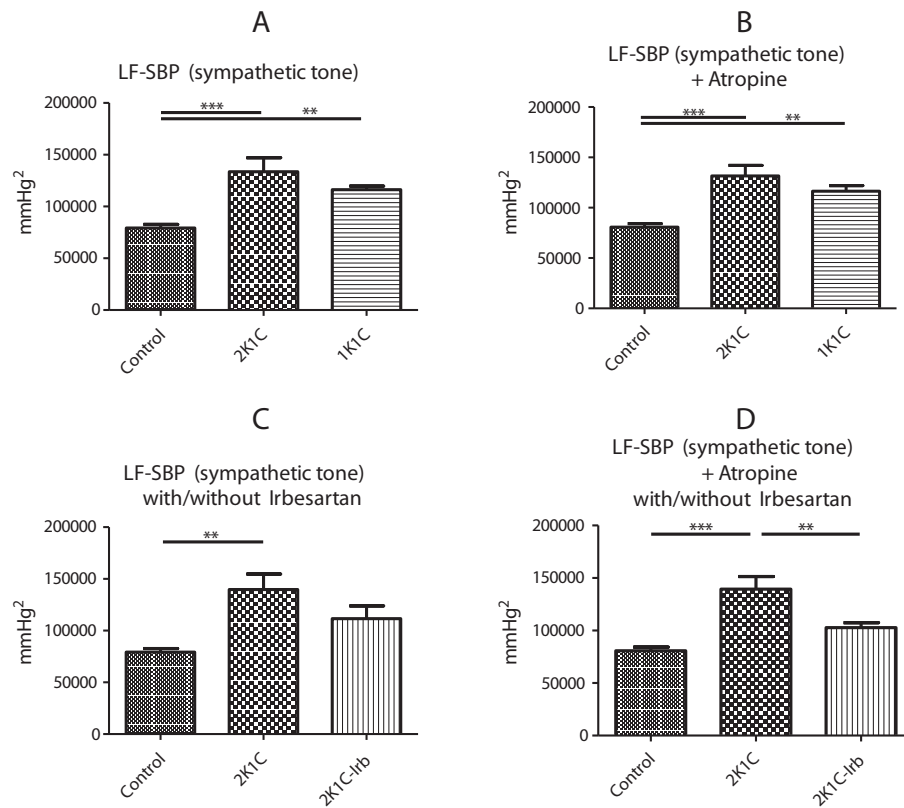 A
LF-SBP (sympathetic tone)
200000
150000
100000
50000
0
mmHg²
***
**
Control
2K1C
1K1C
B
LF-SBP (sympathetic tone)
+ Atropine
200000
150000
100000
50000
0
mmHg²
***
**
Control
2K1C
1K1C
C
LF-SBP (sympathetic tone)
with/without Irbesartan
200000
150000
100000
50000
0
mmHg²
**
Control
2K1C
2K1C-Irb
D
LF-SBP (sympathetic tone)
+ Atropine
with/without Irbesartan
200000
150000
100000
50000
0
mmHg²
***
**
Control
2K1C
2K1C-Irb